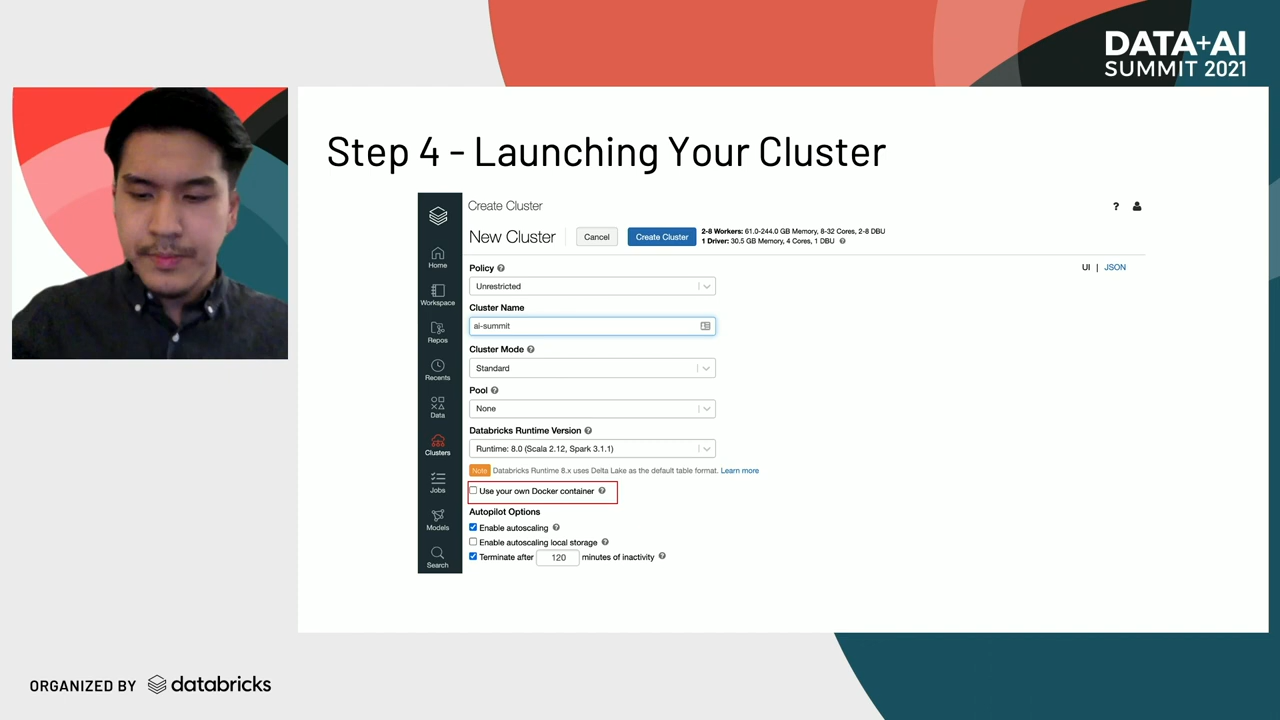 DATA+AI
SUMMIT 2021
Step 4 - Launching Your Cluster
Create Cluster
?
New Cluster
Cancel
Create Cluster
2-8 Workers: 61.0-244.0 GB Memory, 8-32 Cores, 2-8 DBU
1 Driver: 30.5 GB Memory, 4 Cores, 1 DBU ?
UI | JSON
Home
Workspace
Repos
Recents
Data
Clusters
Jobs
Models
Search
Policy ?
Unrestricted
Cluster Name
ai-summit
Cluster Mode ?
Standard
Pool ?
None
Databricks Runtime Version ?
Runtime: 8.0 (Scala 2.12, Spark 3.1.1)
Note Databricks Runtime 8.x uses Delta Lake as the default table format. Learn more
Use your own Docker container ?
Autopilot Options
Enable autoscaling ?
Enable autoscaling local storage ?
Terminate after 120 minutes of inactivity ?
ORGANIZED BY databricks